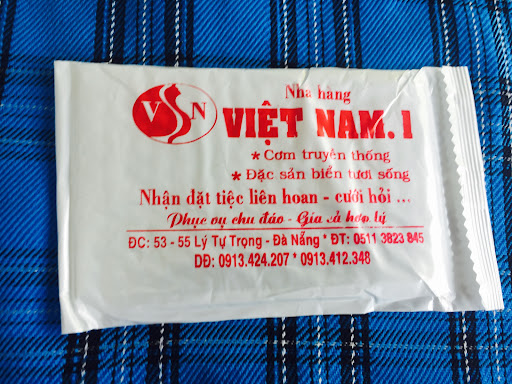 VSN
Nhà hàng
VIỆT NAM.1
* Cơm truyền thống
* Đặc sản biển tươi sống
Nhận đặt tiệc liên hoan - cưới hỏi ...
Phục vụ chu đáo - Gía cả hợp lý
ĐC: 53 - 55 Lý Tự Trọng - Đà Nẵng * ĐT: 0511 3823 845
DĐ: 0913.424.207 * 0913.412.348